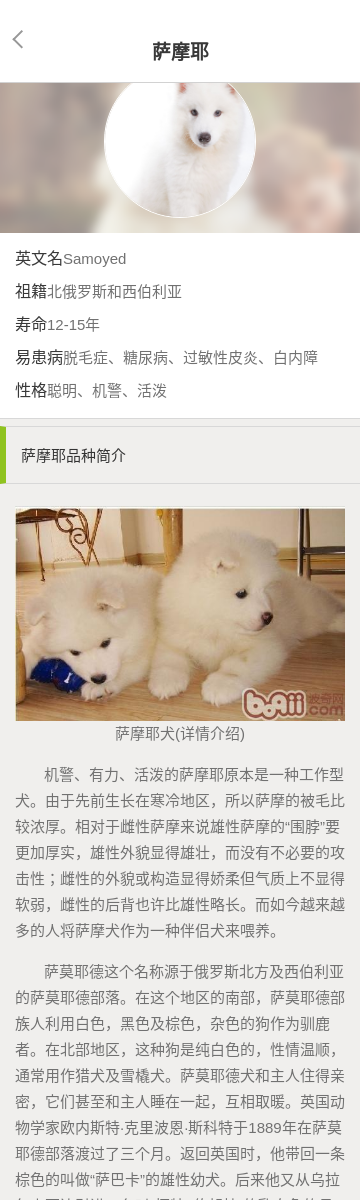 萨摩耶
英文名Samoyed
祖籍北俄罗斯和西伯利亚
寿命12-15年
易患病脱毛症、糖尿病、过敏性皮炎、白内障
性格聪明、机警、活泼
萨摩耶品种简介
波奇网
boqii.com
萨摩耶犬(详情介绍)
机警、有力、活泼的萨摩耶原本是一种工作型
犬。由于先前生长在寒冷地区，所以萨摩的被毛比
较浓厚。相对于雌性萨摩来说雄性萨摩的“围脖”要
更加厚实，雄性外貌显得雄壮，而没有不必要的攻
击性；雌性的外貌或构造显得娇柔但气质上不显得
软弱，雌性的后背也许比雄性略长。而如今越来越
多的人将萨摩犬作为一种伴侣犬来喂养。
萨莫耶德这个名称源于俄罗斯北方及西伯利亚
的萨莫耶德部落。在这个地区的南部，萨莫耶德部
族人利用白色，黑色及棕色，杂色的狗作为驯鹿
者。在北部地区，这种狗是纯白色的，性情温顺，
通常用作猎犬及雪橇犬。萨莫耶德犬和主人住得亲
密，它们甚至和主人睡在一起，互相取暖。英国动
物学家欧内斯特·克里波恩·斯科特于1889年在萨莫
耶德部落渡过了三个月。返回英国时，他带回一条
棕色的叫做“萨巴卡”的雄性幼犬。后来他又从乌拉